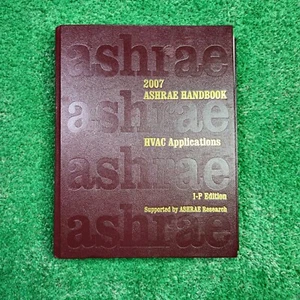 ashrae
2007
ASHRAE HANDBOOK
ashrae
HVAC Applications
ashrae
I-P Edition
Supported by ASHRAE Research
ashrae